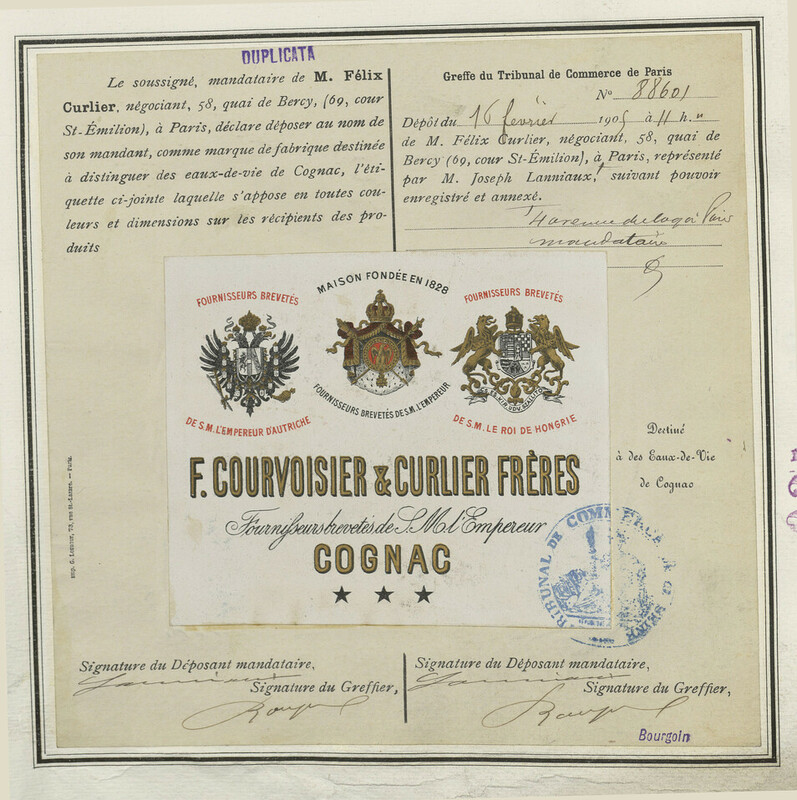 DUPLICATA
Le soussigné, mandataire de M. Félix
Curlier, négociant, 58, quai de Bercy, (69, cour
St-Émilion), à Paris, déclare déposer au nom de
son mandant, comme marque de fabrique destinée
à distinguer des eaux-de-vie de Cognac, l'éti-
quette ci-jointe laquelle s'appose en toutes cou-
leurs et dimensions sur les récipients des pro-
duits
Greffe du Tribunal de Commerce de Paris
No 88601
Dépôt du 16 février 1905 à 11 h.
de M. Félix Curlier, négociant, 58, quai de
Bercy (69, cour St-Émilion), à Paris, représenté
par M. Joseph Lanniaux, suivant pouvoir
enregistré et annexé.
mandataire
FOURNISSEURS BREVETÉS
DE S.M. L'EMPEREUR D'AUTRICHE
MAISON FONDÉE EN 1828
FOURNISSEURS BREVETÉS DE S.M. L'EMPEREUR
FOURNISSEURS BREVETÉS
DE S.M. LE ROI DE HONGRIE
F. COURVOISIER & CURLIER FRÈRES
Fournisseurs brevetés de S. M. l'Empereur
COGNAC
Destiné
à des Eaux-de-Vie
de Cognac
TRIBUNAL DE COMMERCE DE LA SEINE
Signature du Déposant mandataire,
Signature du Greffier,
Signature du Déposant mandataire,
Signature du Greffier,
Bourgoin